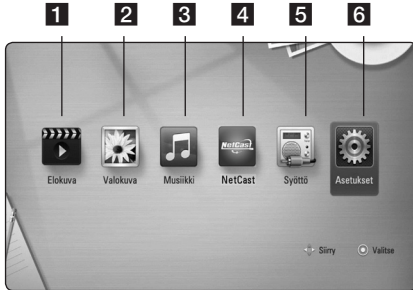 1 2 3 4 5 6
NetCast
Elokuva Valokuva Musiikki NetCast Syöttö Asetukset
Siirry Valitse